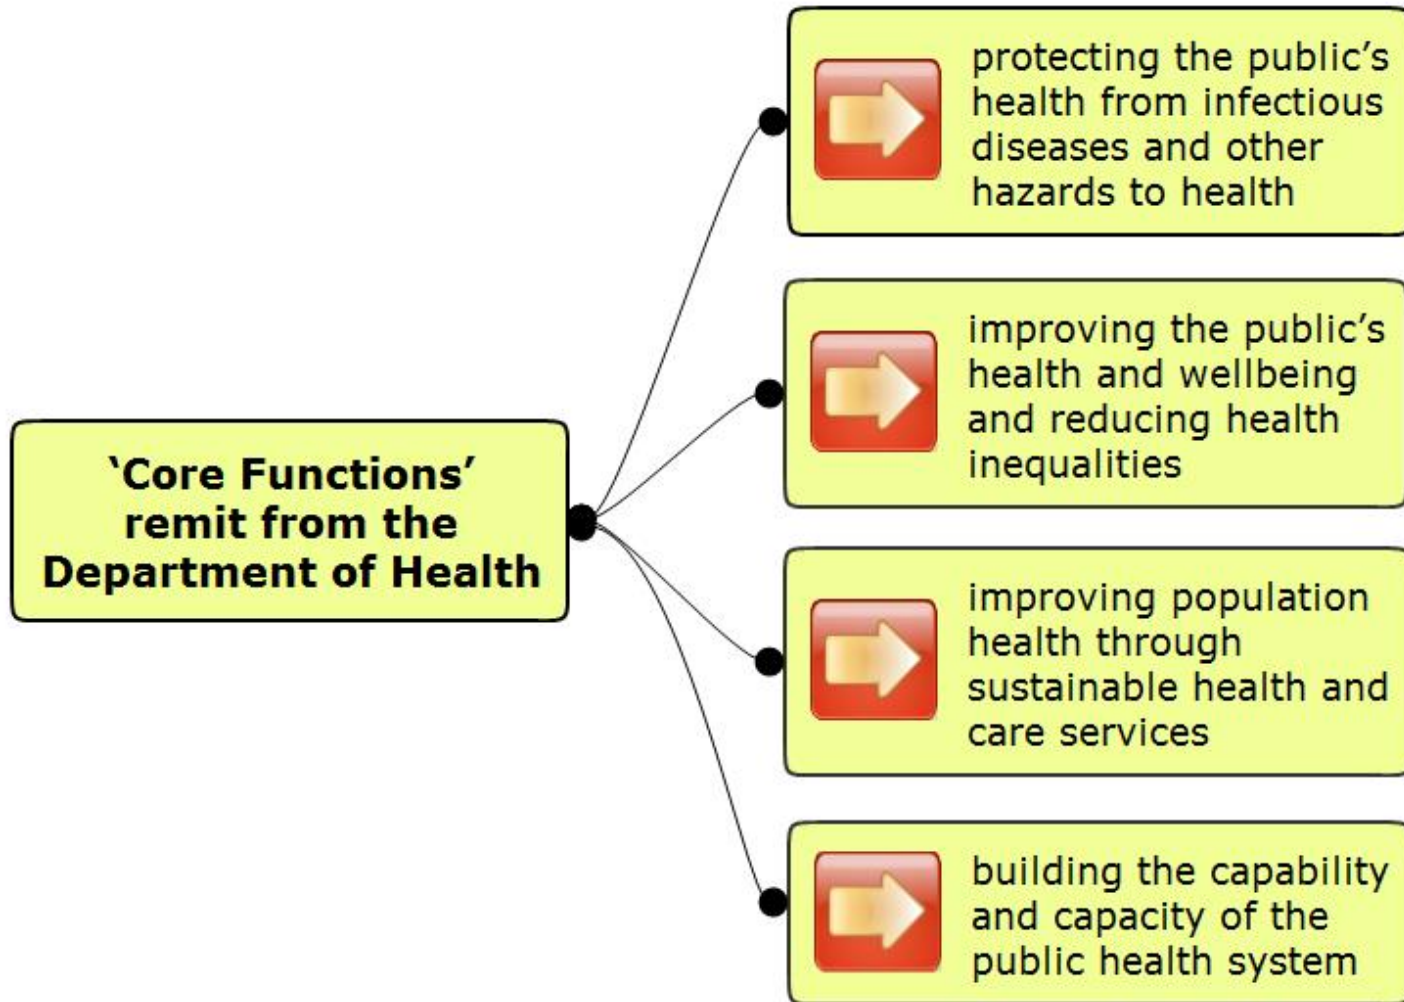 ‘Core Functions’
remit from the
Department of Health
protecting the public’s
health from infectious
diseases and other
hazards to health
improving the public’s
health and wellbeing
and reducing health
inequalities
improving population
health through
sustainable health and
care services
building the capability
and capacity of the
public health system